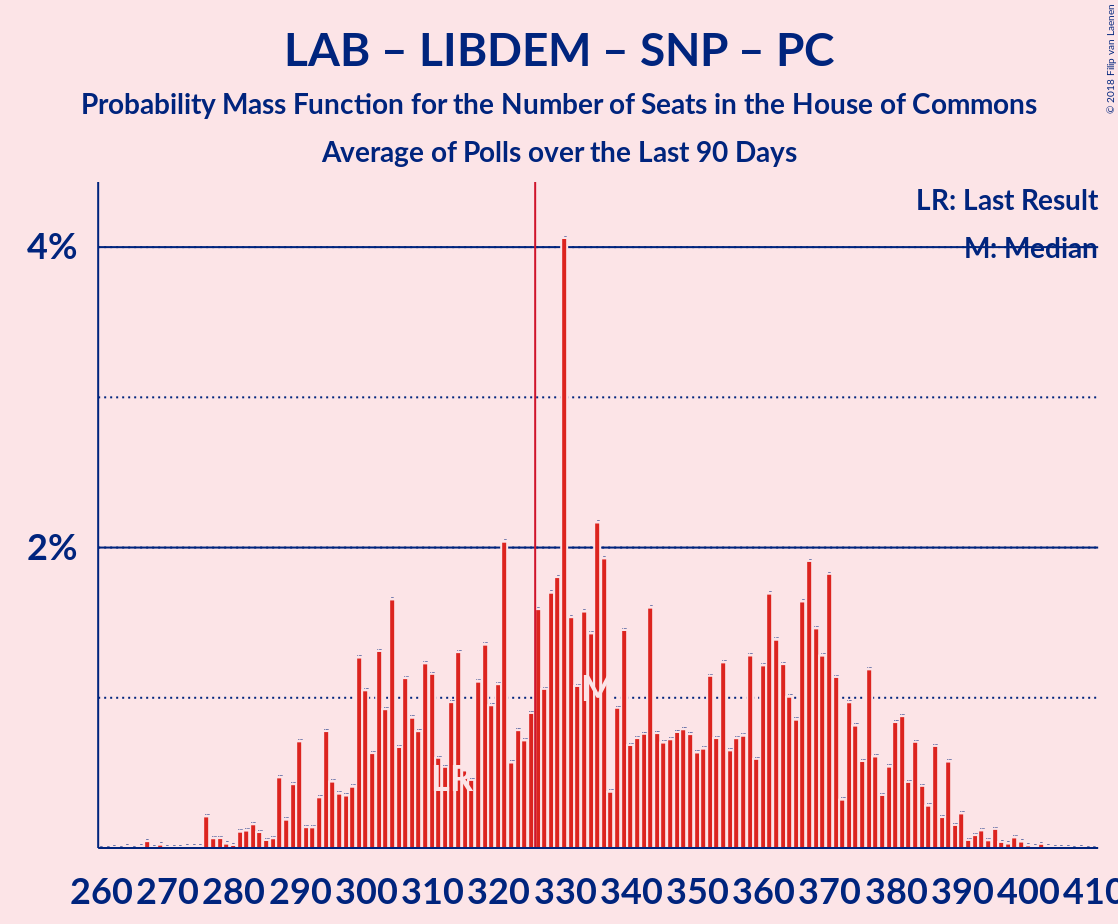 LAB – LIBDEM – SNP – PC
Probability Mass Function for the Number of Seats in the House of Commons
Average of Polls over the Last 90 Days
© 2018 Filip van Laenen
LR: Last Result
M: Median
4%
2%
M
LR
260 270 280 290 300 310 320 330 340 350 360 370 380 390 400 410